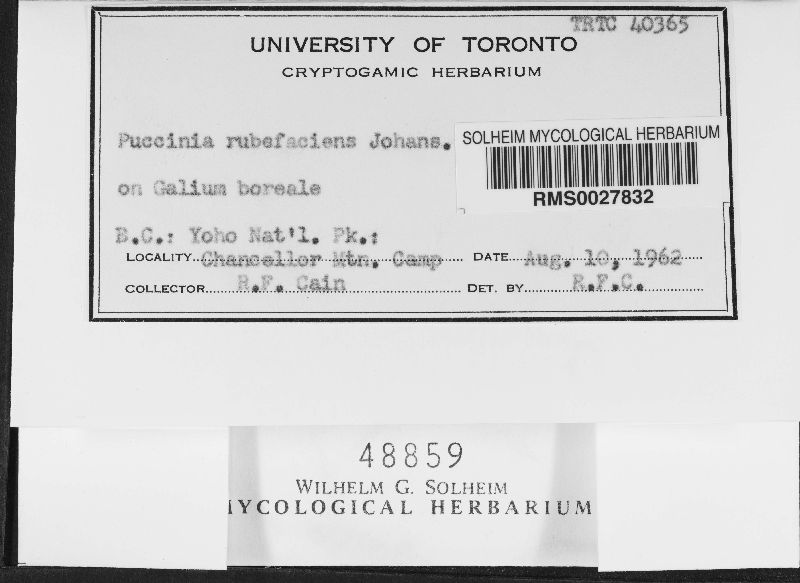 TRTC 40365
UNIVERSITY OF TORONTO
CRYPTOGAMIC HERBARIUM
Puccinia rubefaciens Johans.
SOLHEIM MYCOLOGICAL HERBARIUM
RMS0027832
on Galium boreale
B.C.: Yoho Nat'l. Pk.:
LOCALITY Chancellor Mtn. Camp DATE Aug. 10, 1962
COLLECTOR R.F. Cain DET. BY R.F.C.
48859
WILHELM G. SOLHEIM
MYCOLOGICAL HERBARIUM